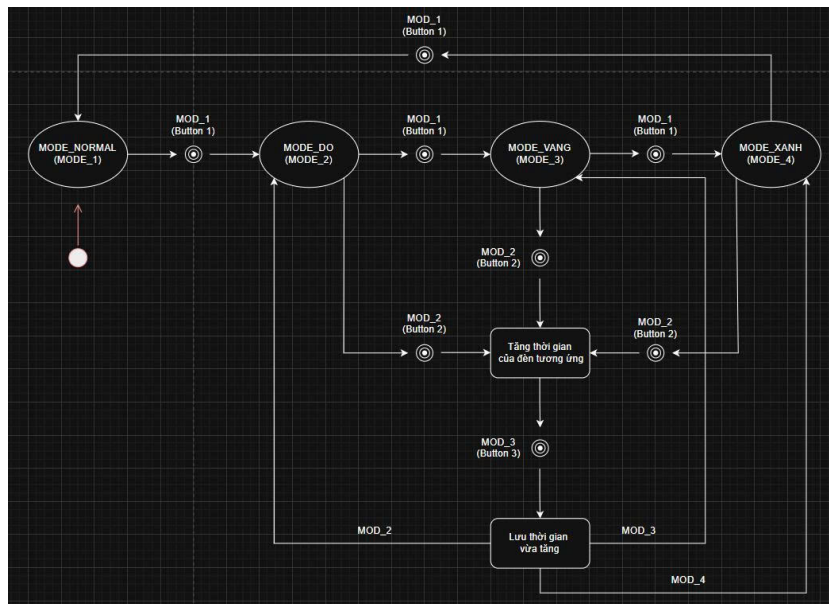 MOD_1
(Button 1)
MODE_NORMAL
(MODE_1)
MOD_1
(Button 1)
MODE_DO
(MODE_2)
MOD_1
(Button 1)
MODE_VANG
(MODE_3)
MOD_1
(Button 1)
MODE_XANH
(MODE_4)
MOD_2
(Button 2)
MOD_2
(Button 2)
Tăng thời gian
của đèn tương ứng
MOD_2
(Button 2)
MOD_3
(Button 3)
MOD_2
Lưu thời gian
vừa tăng
MOD_3
MOD_4